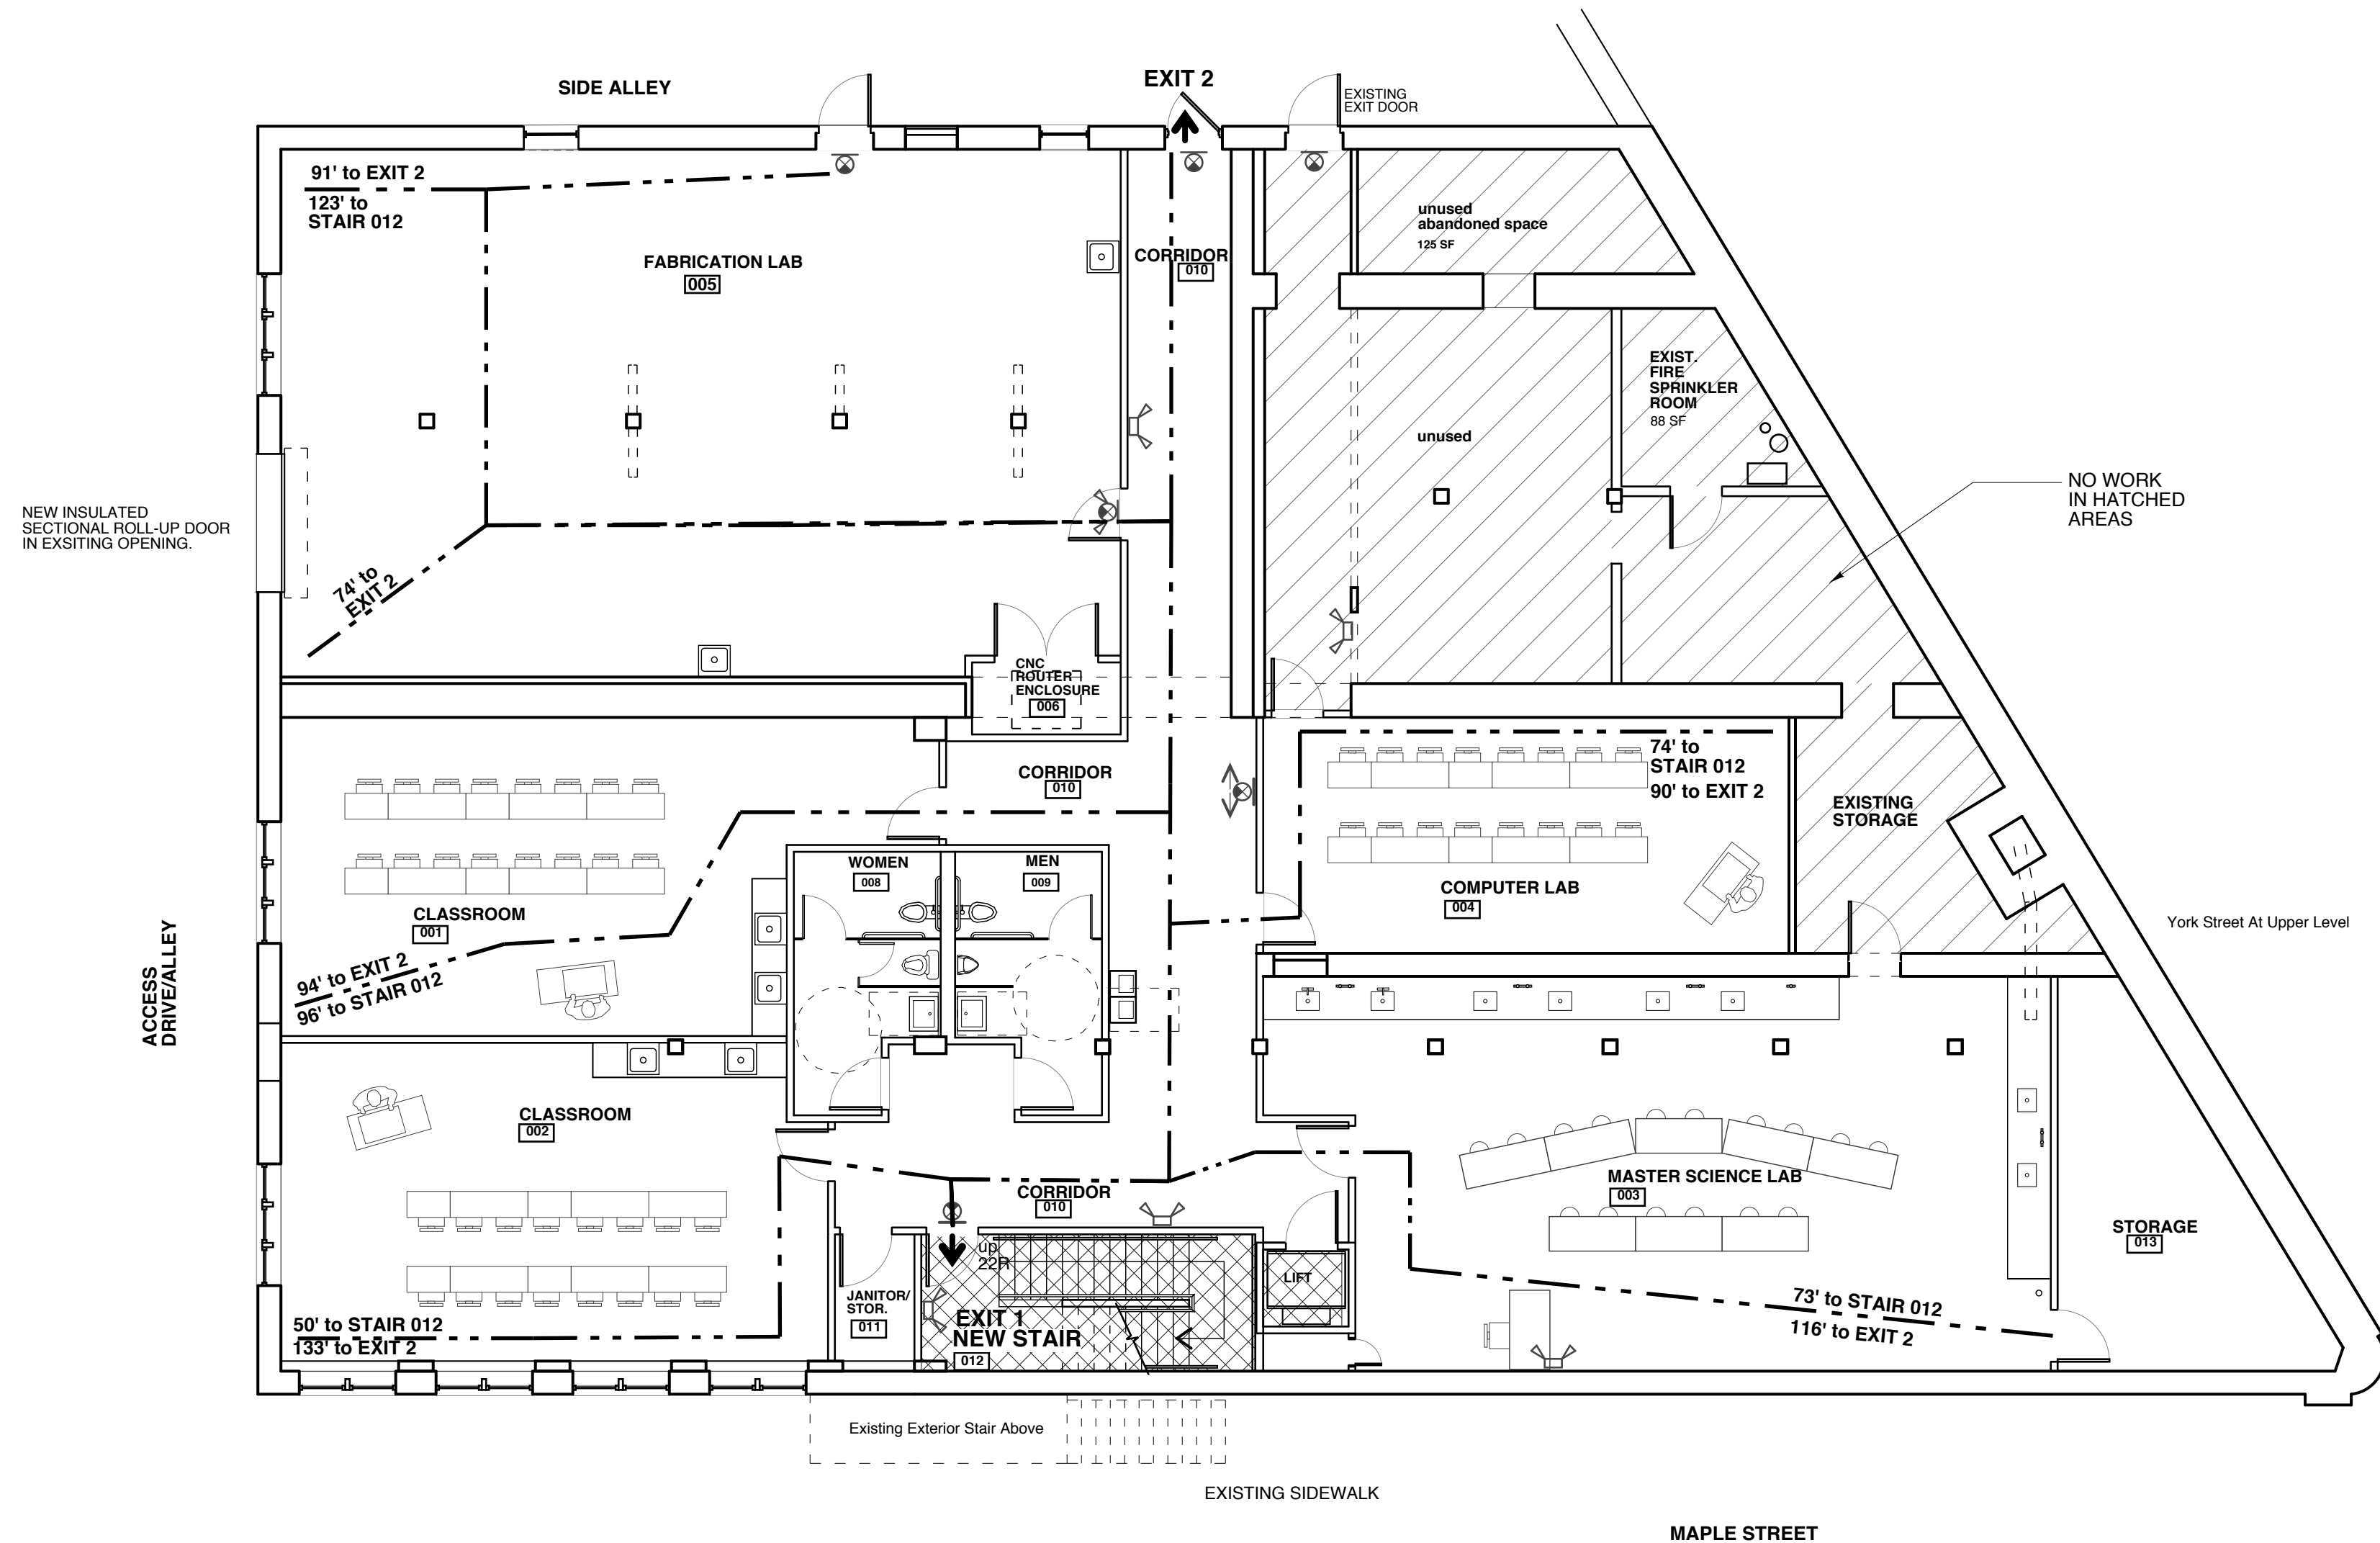 SIDE ALLEY
EXIT 2
EXISTING
EXIT DOOR
91' to EXIT 2
123' to
STAIR 012
FABRICATION LAB
005
CORRIDOR
010
unused
abandoned space
125 SF
EXIST.
FIRE
SPRINKLER
ROOM
88 SF
unused
NO WORK
IN HATCHED
AREAS
NEW INSULATED
SECTIONAL ROLL-UP DOOR
IN EXSITING OPENING.
74' to
EXIT 2
CNC
ROUTER
ENCLOSURE
006
CORRIDOR
010
74' to
STAIR 012
90' to EXIT 2
EXISTING
STORAGE
WOMEN
008
MEN
009
COMPUTER LAB
004
CLASSROOM
001
York Street At Upper Level
94' to EXIT 2
96' to STAIR 012
ACCESS
DRIVE/ALLEY
CLASSROOM
002
MASTER SCIENCE LAB
003
CORRIDOR
010
STORAGE
013
up
22R
LIFT
JANITOR/
STOR.
011
EXIT 1
NEW STAIR
012
73' to STAIR 012
116' to EXIT 2
50' to STAIR 012
133' to EXIT 2
Existing Exterior Stair Above
EXISTING SIDEWALK
MAPLE STREET